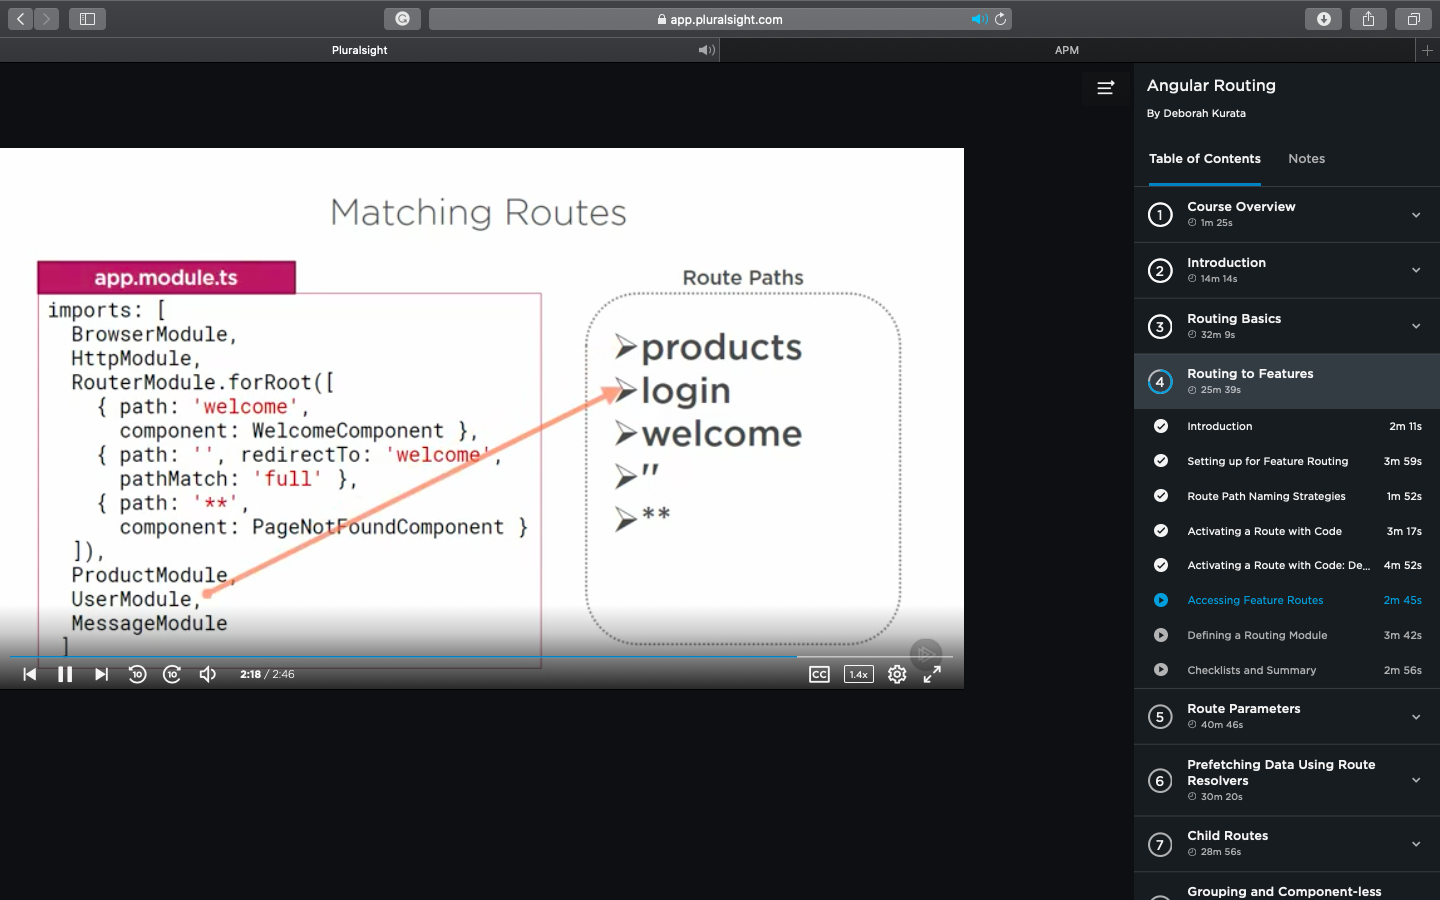 app.pluralsight.com
Pluralsight
APM
Matching Routes
app.module.ts
imports: [
BrowserModule,
HttpModule,
RouterModule.forRoot([
{ path: 'welcome',
component: WelcomeComponent },
{ path: '', redirectTo: 'welcome',
pathMatch: 'full' },
{ path: '**',
component: PageNotFoundComponent }
]),
ProductModule,
UserModule,
MessageModule
]
Route Paths
➢products
➢login
➢welcome
➢''
➢**
10
10
2:18 / 2:46
CC
1.4x
Angular Routing
By Deborah Kurata
Table of Contents
Notes
1
Course Overview
1m 25s
2
Introduction
14m 14s
3
Routing Basics
32m 9s
4
Routing to Features
25m 39s
Introduction 2m 11s
Setting up for Feature Routing 3m 59s
Route Path Naming Strategies 1m 52s
Activating a Route with Code 3m 17s
Activating a Route with Code: De... 4m 52s
Accessing Feature Routes 2m 45s
Defining a Routing Module 3m 42s
Checklists and Summary 2m 56s
5
Route Parameters
40m 46s
6
Prefetching Data Using Route
Resolvers
30m 20s
7
Child Routes
28m 56s
Grouping and Component-less